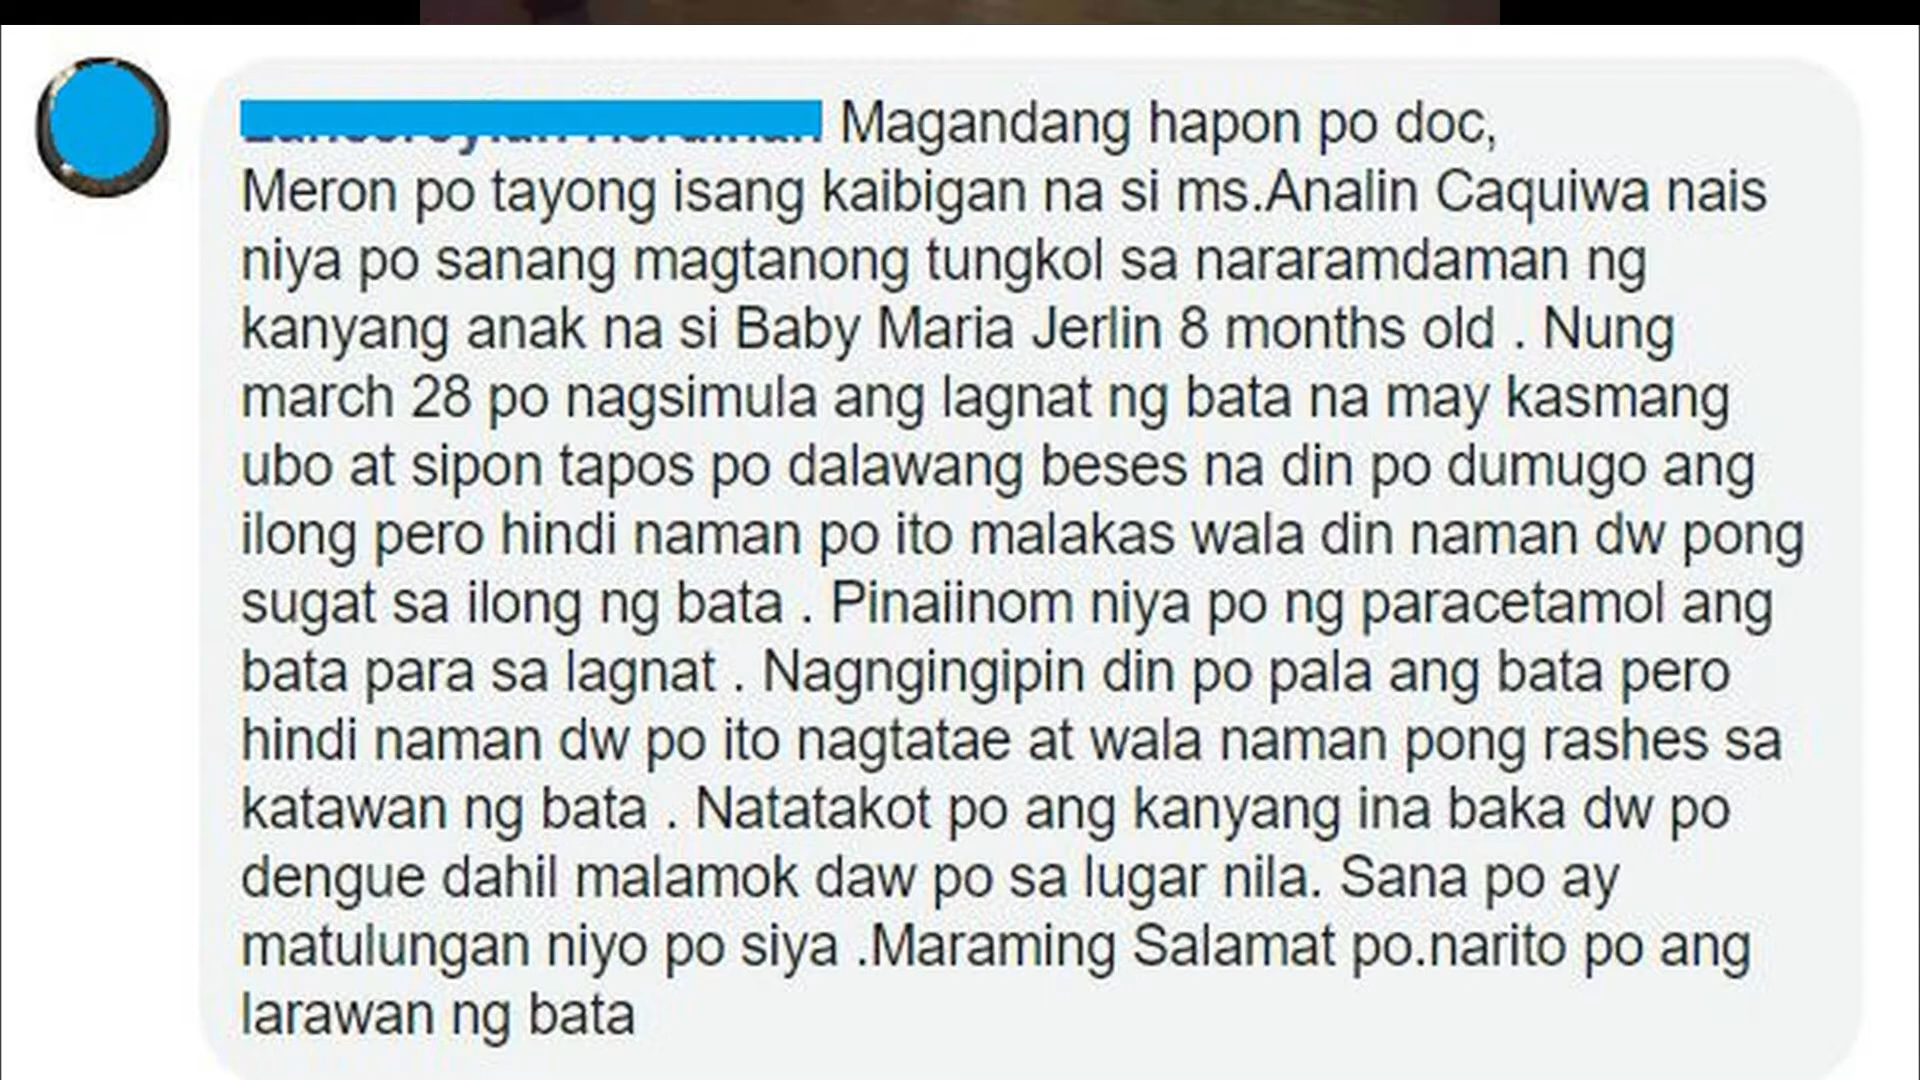 Magandang hapon po doc,
Meron po tayong isang kaibigan na si ms.Analin Caquiwa nais
niya po sanang magtanong tungkol sa nararamdaman ng
kanyang anak na si Baby Maria Jerlin 8 months old . Nung
march 28 po nagsimula ang lagnat ng bata na may kasmang
ubo at sipon tapos po dalawang beses na din po dumugo ang
ilong pero hindi naman po ito malakas wala din naman dw pong
sugat sa ilong ng bata . Pinaiinom niya po ng paracetamol ang
bata para sa lagnat . Nagngingipin din po pala ang bata pero
hindi naman dw po ito nagtatae at wala naman pong rashes sa
katawan ng bata . Natatakot po ang kanyang ina baka dw po
dengue dahil malamok daw po sa lugar nila. Sana po ay
matulungan niyo po siya .Maraming Salamat po.narito po ang
larawan ng bata